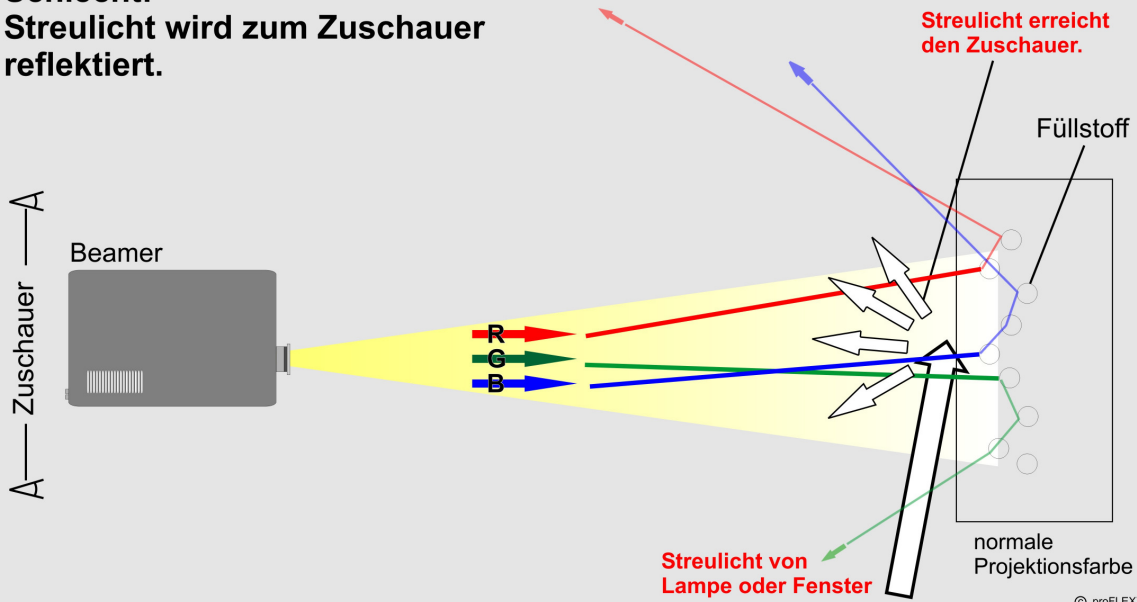 Streulicht wird zum Zuschauer
reflektiert.
Streulicht erreicht
den Zuschauer.
Füllstoff
Beamer
Zuschauer
R
G
B
normale
Projektionsfarbe
Streulicht von
Lampe oder Fenster
© proFLEX